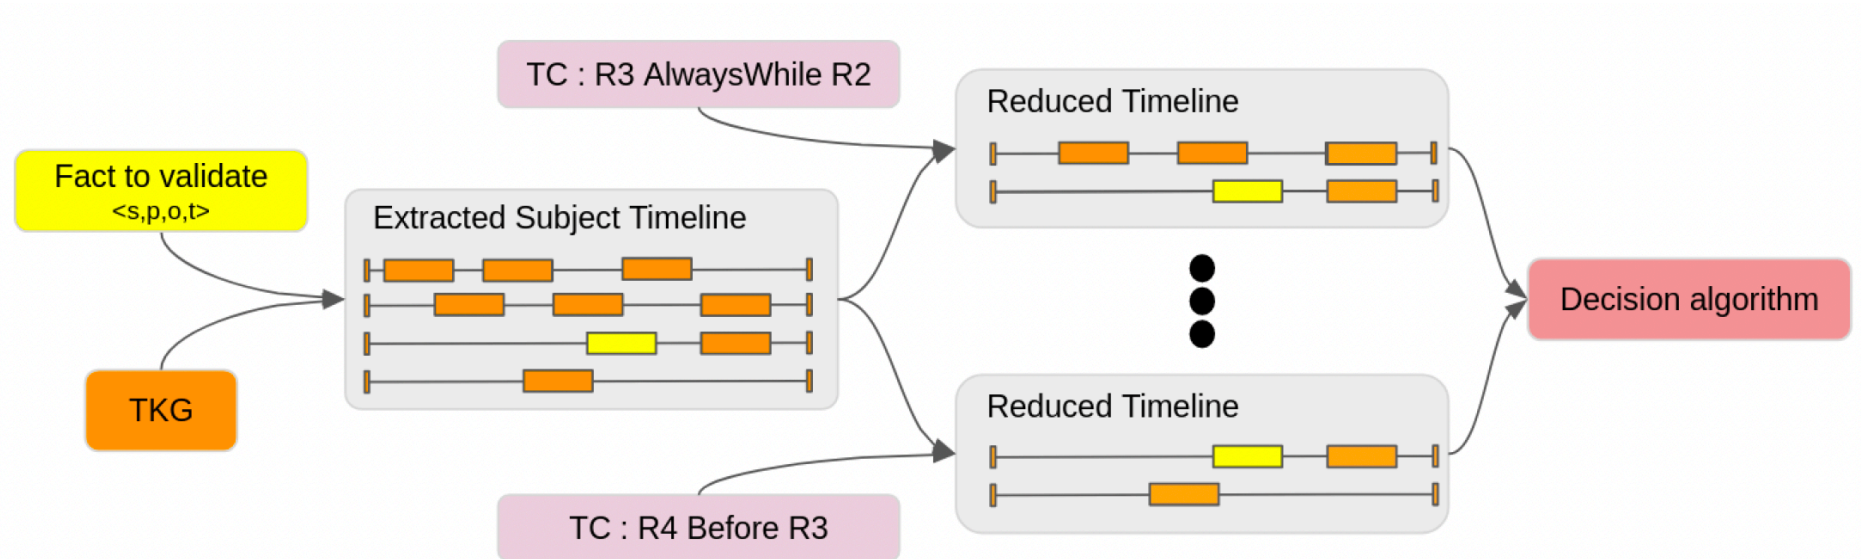 TC : R3 AlwaysWhile R2
Reduced Timeline
Fact to validate
<s,p,o,t>
Extracted Subject Timeline
Decision algorithm
TKG
Reduced Timeline
TC : R4 Before R3